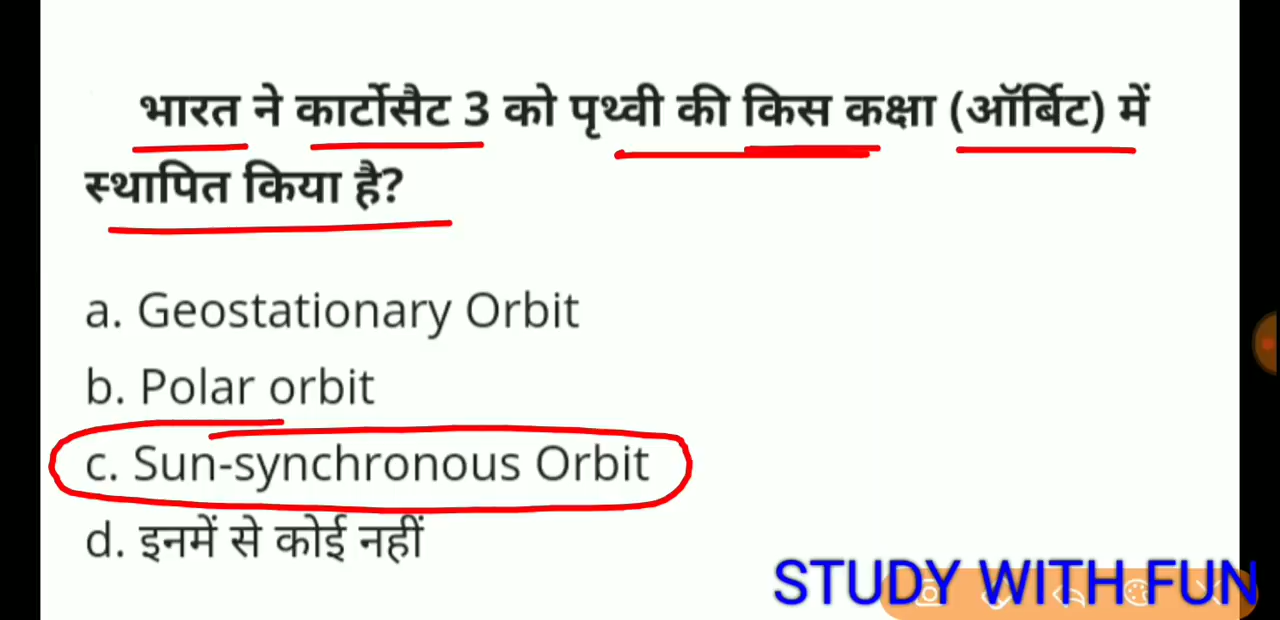 भारत ने कार्टोसैट 3 को पृथ्वी की किस कक्षा (ऑर्बिट) में
स्थापित किया है?
a. Geostationary Orbit
b. Polar orbit
c. Sun-synchronous Orbit
d. इनमें से कोई नहीं
STUDY WITH FUN